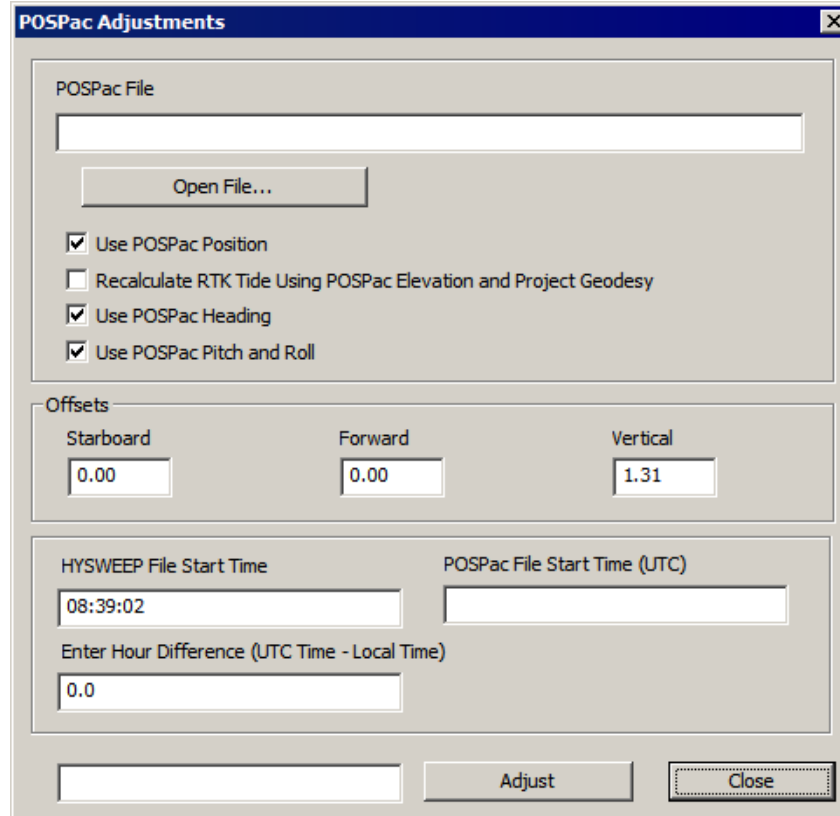 POSPac Adjustments
POSPac File
Open File...
Use POSPac Position
Recalculate RTK Tide Using POSPac Elevation and Project Geodesy
Use POSPac Heading
Use POSPac Pitch and Roll
Offsets
Starboard Forward Vertical
0.00 0.00 1.31
HYSWEEP File Start Time POSPac File Start Time (UTC)
08:39:02
Enter Hour Difference (UTC Time - Local Time)
0.0
Adjust Close